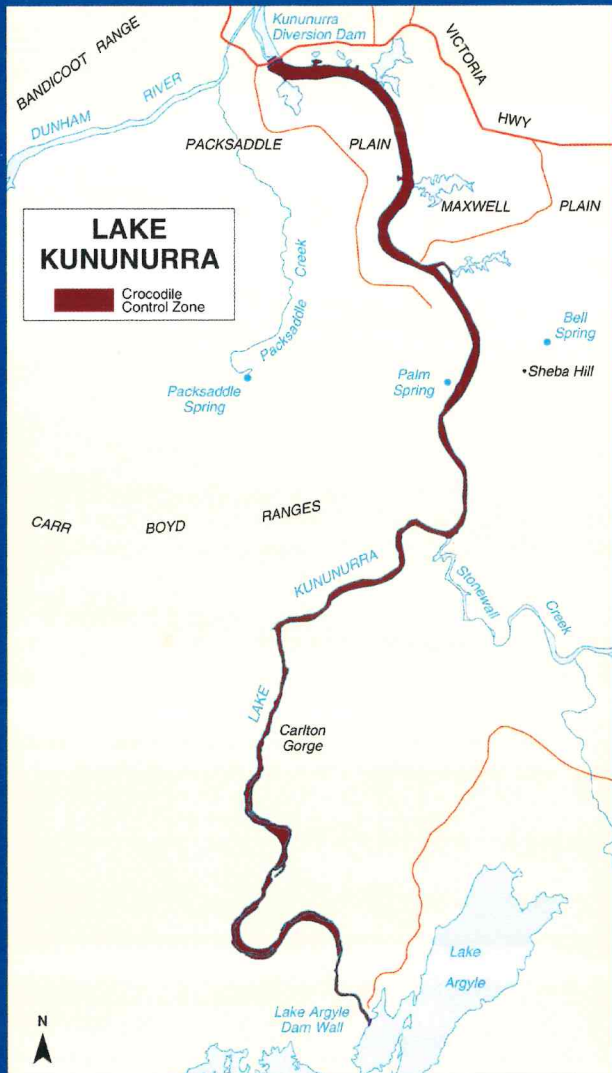 Kununurra
Diversion Dam
BANDICOOT RANGE
VICTORIA
HWY
DUNHAM RIVER
PACKSADDLE PLAIN
MAXWELL PLAIN
LAKE
KUNUNURRA
Crocodile
Control Zone
Packsaddle Creek
Bell
Spring
Sheba Hill
Palm
Spring
Packsaddle
Spring
CARR BOYD RANGES
LAKE KUNUNURRA
Stonewall Creek
Carlton
Gorge
Lake
Argyle
Lake Argyle
Dam Wall
N